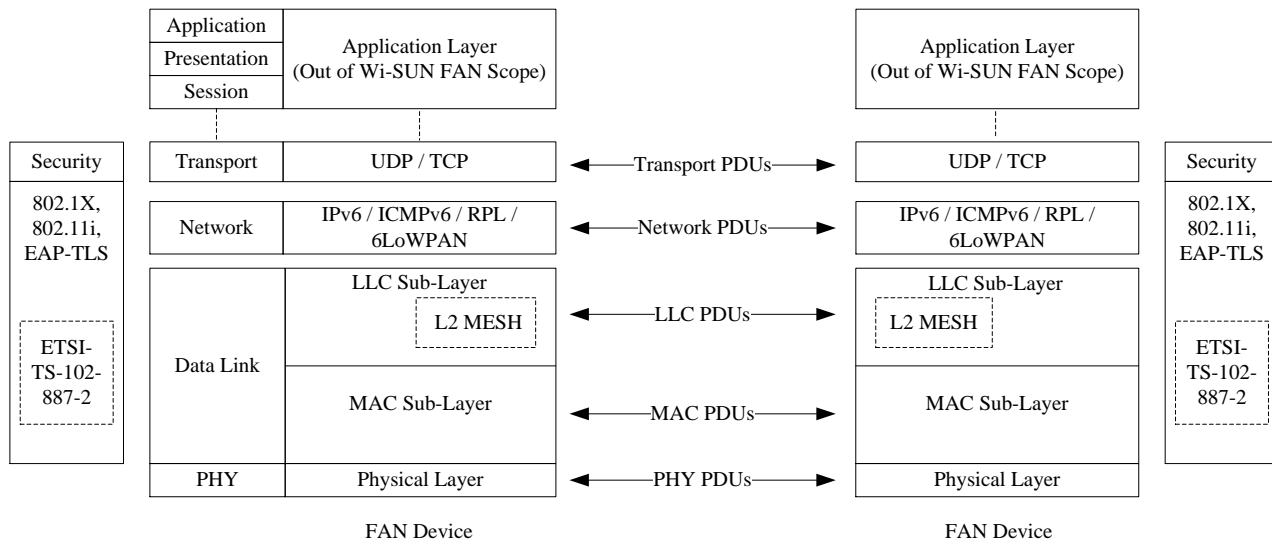 Application
Presentation
Session
Application Layer
(Out of Wi-SUN FAN Scope)
Application Layer
(Out of Wi-SUN FAN Scope)
Security
802.1X,
802.11i,
EAP-TLS
ETSI-
TS-102-
887-2
Transport
UDP / TCP
Transport PDUs
UDP / TCP
Network
IPv6 / ICMPv6 / RPL /
6LoWPAN
Network PDUs
IPv6 / ICMPv6 / RPL /
6LoWPAN
Data Link
LLC Sub-Layer
L2 MESH
LLC PDUs
LLC Sub-Layer
L2 MESH
MAC Sub-Layer
MAC PDUs
MAC Sub-Layer
PHY
Physical Layer
PHY PDUs
Physical Layer
Security
802.1X,
802.11i,
EAP-TLS
ETSI-
TS-102-
887-2
FAN Device
FAN Device